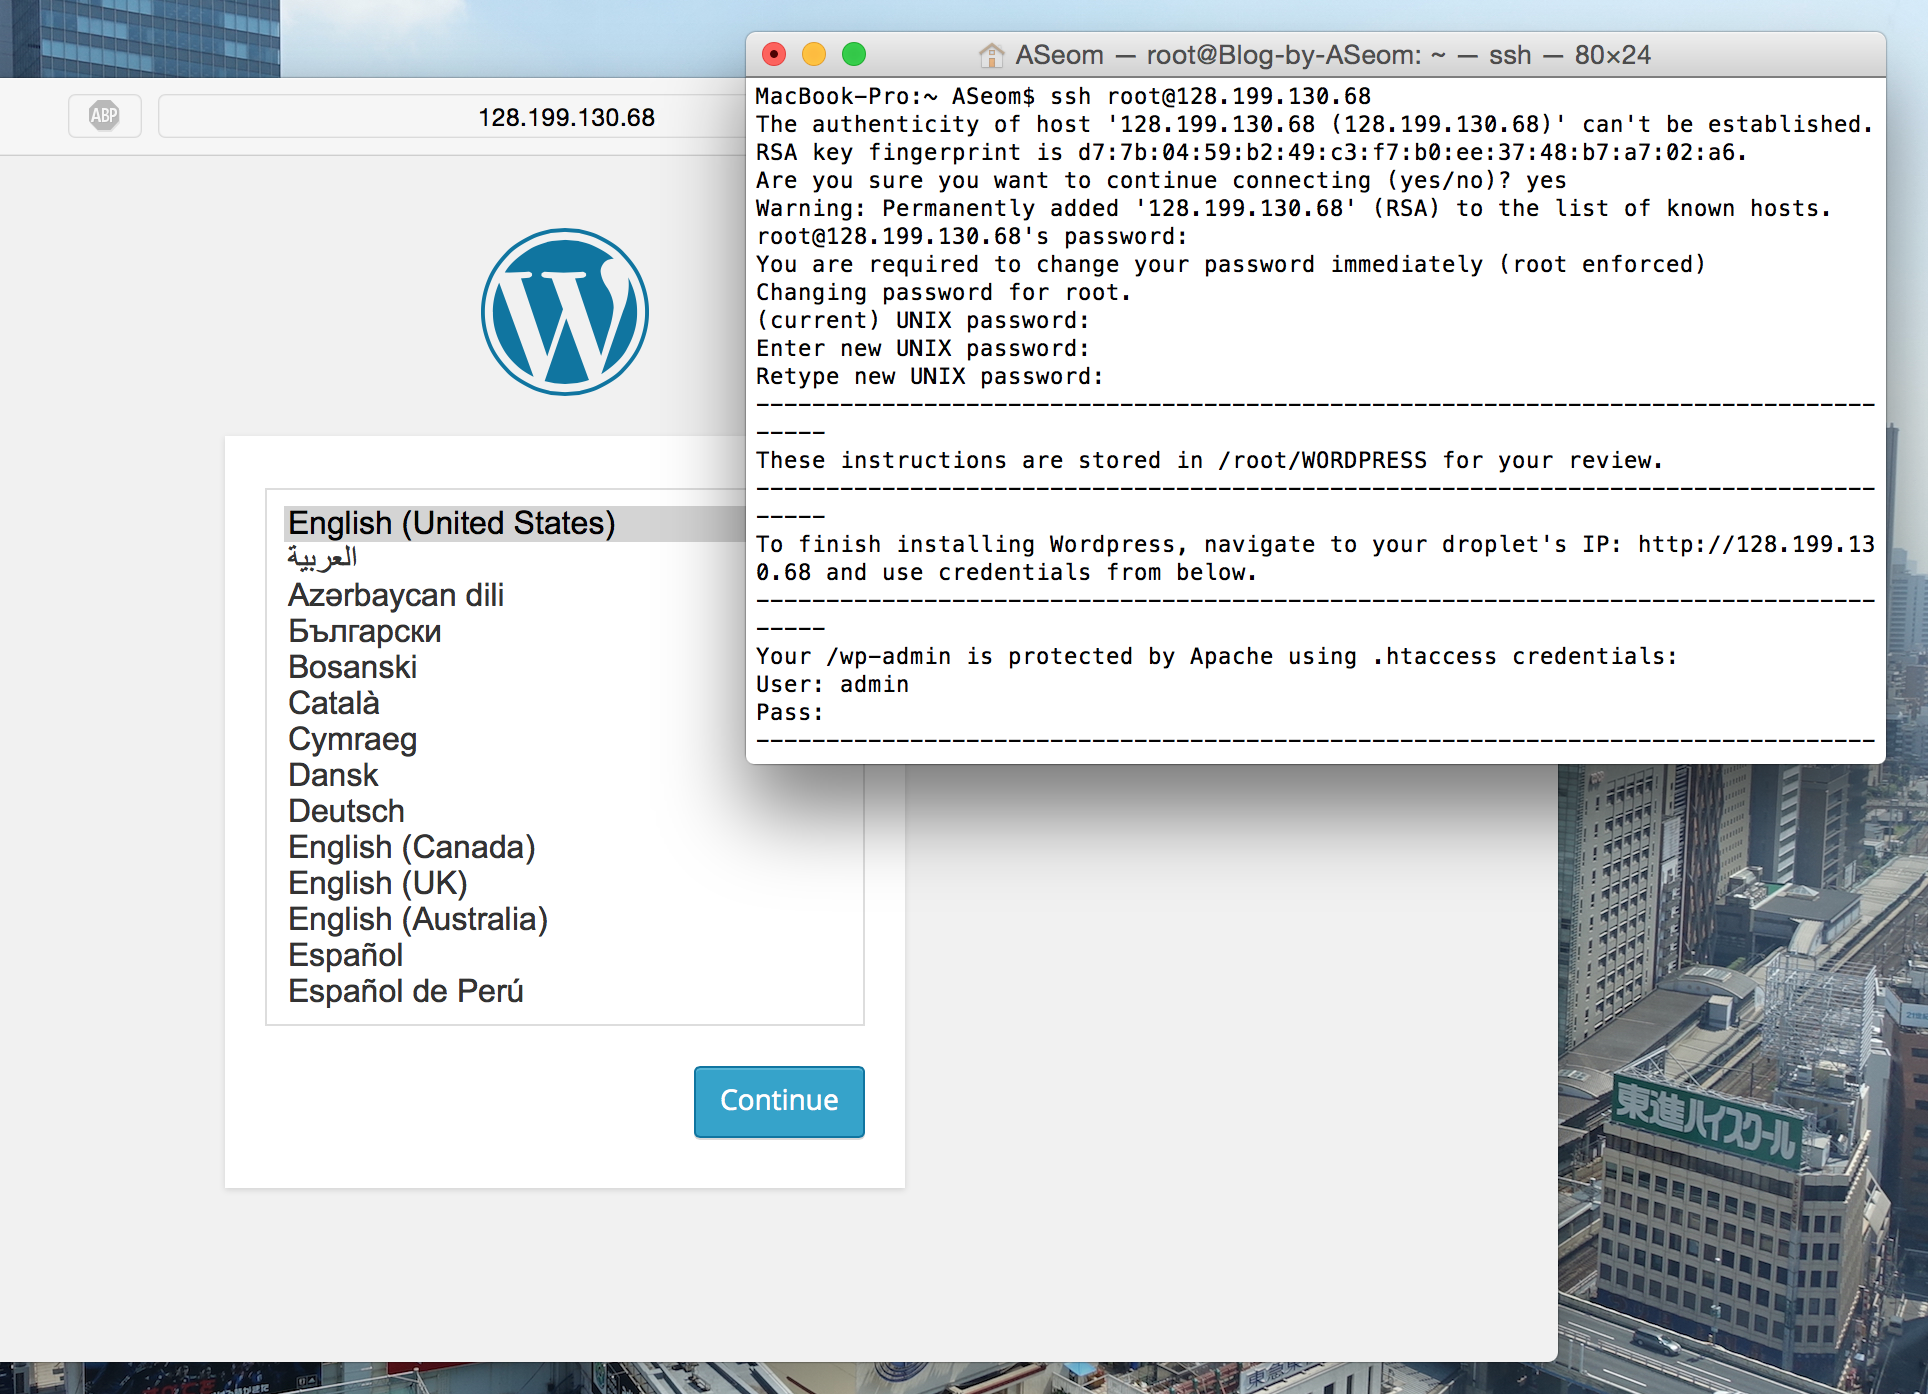 ABP
128.199.130.68
English (United States)
العربية
Azərbaycan dili
Български
Bosanski
Català
Cymraeg
Dansk
Deutsch
English (Canada)
English (UK)
English (Australia)
Español
Español de Perú
Continue
ASeom — root@Blog-by-ASeom: ~ — ssh — 80×24
MacBook-Pro:~ ASeom$ ssh root@128.199.130.68
The authenticity of host '128.199.130.68 (128.199.130.68)' can't be established.
RSA key fingerprint is d7:7b:04:59:b2:49:c3:f7:b0:ee:37:48:b7:a7:02:a6.
Are you sure you want to continue connecting (yes/no)? yes
Warning: Permanently added '128.199.130.68' (RSA) to the list of known hosts.
root@128.199.130.68's password:
You are required to change your password immediately (root enforced)
Changing password for root.
(current) UNIX password:
Enter new UNIX password:
Retype new UNIX password:
--------------------------------------------------------------------------------
-----
These instructions are stored in /root/WORDPRESS for your review.
--------------------------------------------------------------------------------
-----
To finish installing Wordpress, navigate to your droplet's IP: http://128.199.13
0.68 and use credentials from below.
--------------------------------------------------------------------------------
-----
Your /wp-admin is protected by Apache using .htaccess credentials:
User: admin
Pass:
--------------------------------------------------------------------------------
東進ハイスクール